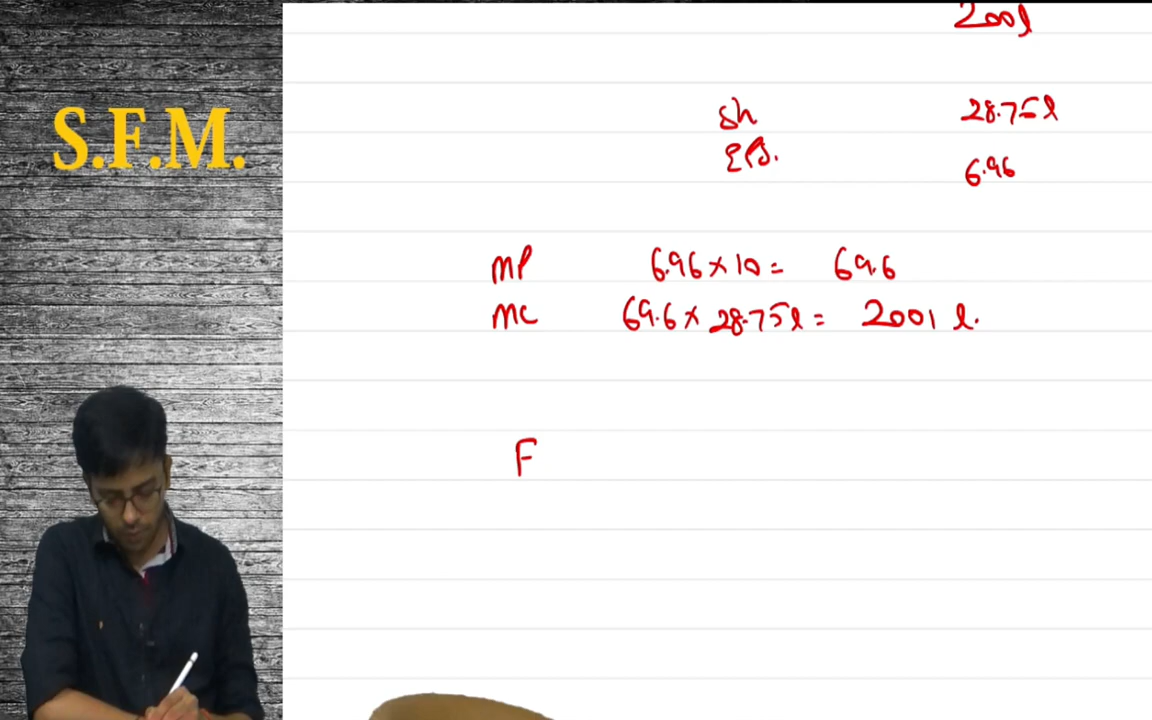 S.F.M.
200l
Sh 28.75l
EPS. 6.96
MP 6.96 × 10 = 69.6
MC 69.6 × 28.75l = 2001 l.
F